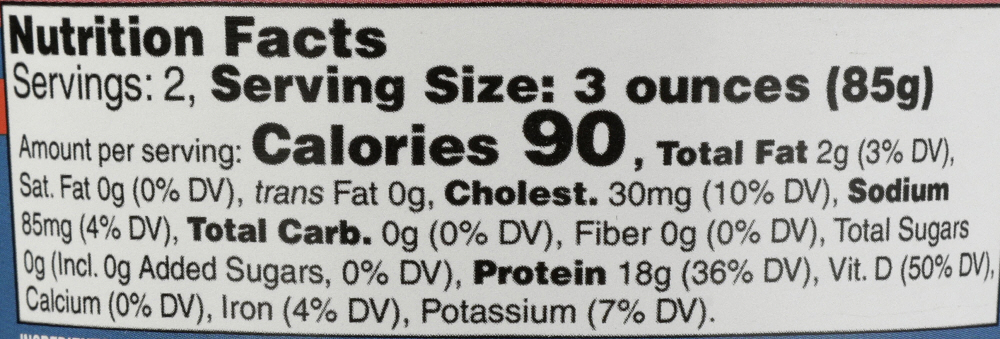 Nutrition Facts
Servings: 2, Serving Size: 3 ounces (85g)
Amount per serving: Calories 90, Total Fat 2g (3% DV),
Sat. Fat 0g (0% DV), trans Fat 0g, Cholest. 30mg (10% DV), Sodium
85mg (4% DV), Total Carb. 0g (0% DV), Fiber 0g (0% DV), Total Sugars
0g (Incl. 0g Added Sugars, 0% DV), Protein 18g (36% DV), Vit. D (50% DV),
Calcium (0% DV), Iron (4% DV), Potassium (7% DV).